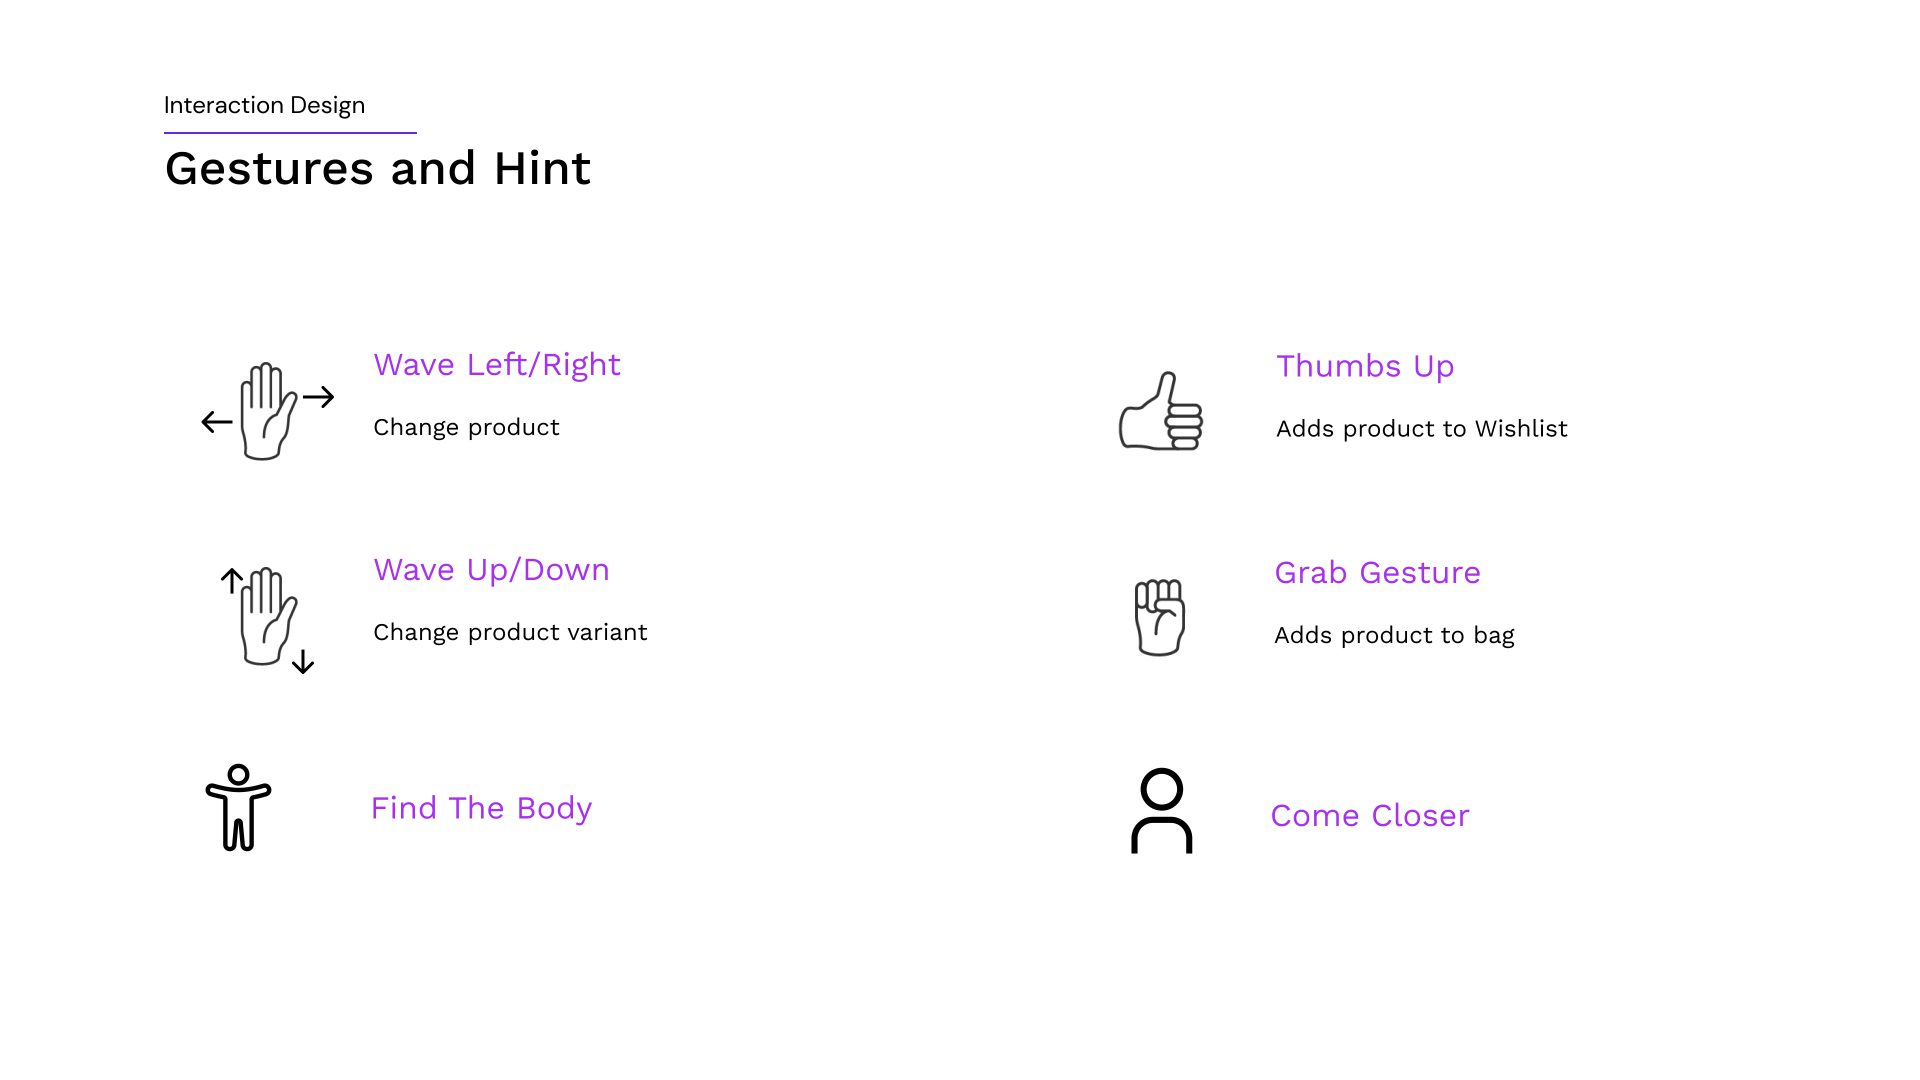 Interaction Design
Gestures and Hint
Wave Left/Right
Change product
Thumbs Up
Adds product to Wishlist
Wave Up/Down
Change product variant
Grab Gesture
Adds product to bag
Find The Body
Come Closer